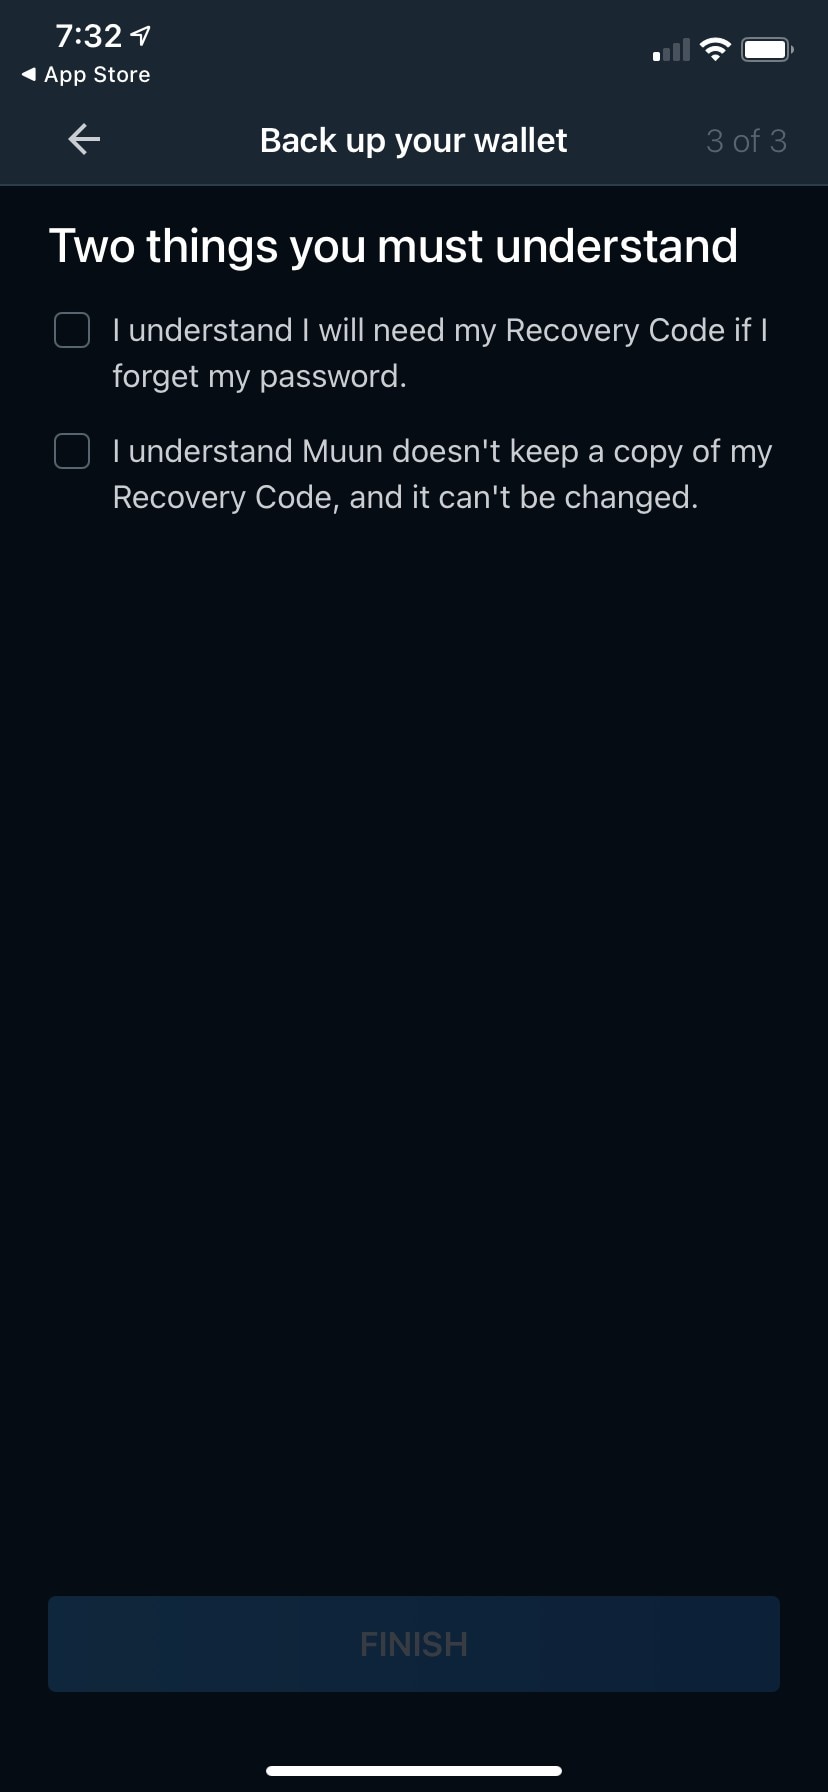 7:32
◀ App Store
Back up your wallet
3 of 3
Two things you must understand
I understand I will need my Recovery Code if I
forget my password.
I understand Muun doesn't keep a copy of my
Recovery Code, and it can't be changed.
FINISH